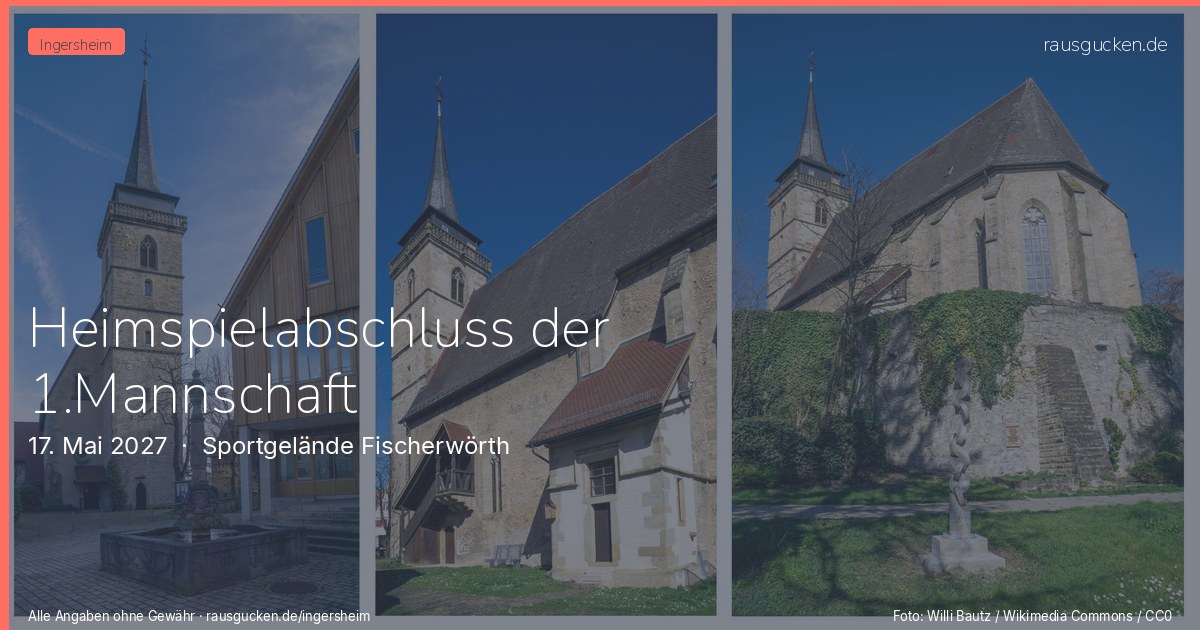 Ingersheim
rausgucken.de
Heimspielabschluss der
1.Mannschaft
17. Mai 2027 · Sportgelände Fischerwörth
Alle Angaben ohne Gewähr · rausgucken.de/ingersheim
Foto: Willi Bautz / Wikimedia Commons / CC0